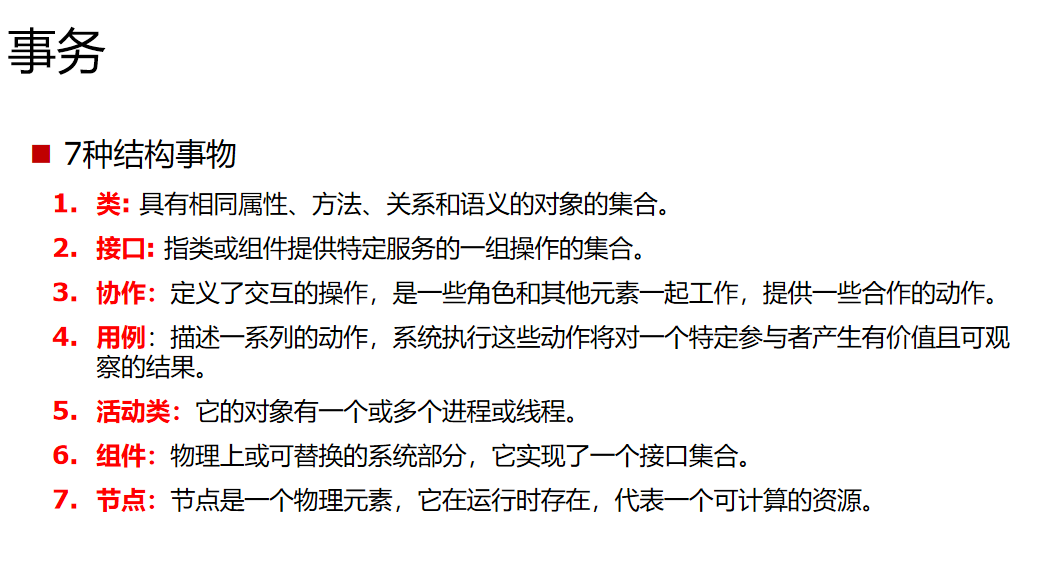 事务
7种结构事物
1. 类: 具有相同属性、方法、关系和语义的对象的集合。
2. 接口: 指类或组件提供特定服务的一组操作的集合。
3. 协作：定义了交互的操作，是一些角色和其他元素一起工作，提供一些合作的动作。
4. 用例：描述一系列的动作，系统执行这些动作将对一个特定参与者产生有价值且可观
察的结果。
5. 活动类：它的对象有一个或多个进程或线程。
6. 组件：物理上或可替换的系统部分，它实现了一个接口集合。
7. 节点：节点是一个物理元素，它在运行时存在，代表一个可计算的资源。